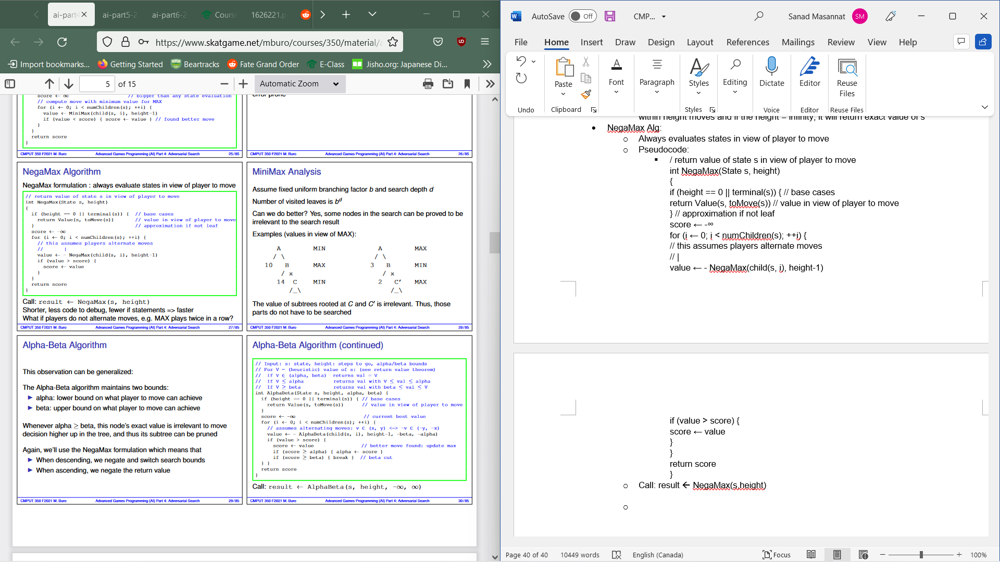 ai-part4
ai-part5-2
ai-part6-2
Course
1626221.p
https://www.skatgame.net/mburo/courses/350/material/a
Import bookmarks...
Getting Started
Beartracks
Fate Grand Order
E-Class
Jisho.org: Japanese Di...
5 of 15
Automatic Zoom
score ← ∞ // bigger than any state evaluation
// compute move with minimum value for MAX
for (i ← 0; i < numChildren(s); ++i) {
value ← MiniMax(child(s, i), height-1)
if (value < score) { score ← value } // found better move
}
}
return score
}
CMPUT 350 F2021 M. Buro Advanced Games Programming (AI) Part 4: Adversarial Search 25/85
error prone
CMPUT 350 F2021 M. Buro Advanced Games Programming (AI) Part 4: Adversarial Search 26/85
NegaMax Algorithm
NegaMax formulation : always evaluate states in view of player to move
// return value of state s in view of player to move
int NegaMax(State s, height)
{
if (height == 0 || terminal(s)) { // base cases
return Value(s, toMove(s)) // value in view of player to move
} // approximation if not leaf
score ← -∞
for (i ← 0; i < numChildren(s); ++i) {
// this assumes players alternate moves
// |
value ← - NegaMax(child(s, i), height-1)
if (value > score) {
score ← value
}
}
return score
}
Call: result ← NegaMax(s, height)
Shorter, less code to debug, fewer if statements => faster
What if players do not alternate moves, e.g. MAX plays twice in a row?
CMPUT 350 F2021 M. Buro Advanced Games Programming (AI) Part 4: Adversarial Search 27/85
MiniMax Analysis
Assume fixed uniform branching factor b and search depth d
Number of visited leaves is b^d
Can we do better? Yes, some nodes in the search can be proved to be
irrelevant to the search result
Examples (values in view of MAX):
A MIN A MAX
/ \ / \
10 B MAX 3 B MIN
/ x / x
14 C MIN 2 C' MAX
/_\ /_\
The value of subtrees rooted at C and C' is irrelevant. Thus, those
parts do not have to be searched
CMPUT 350 F2021 M. Buro Advanced Games Programming (AI) Part 4: Adversarial Search 28/85
Alpha-Beta Algorithm
This observation can be generalized:
The Alpha-Beta algorithm maintains two bounds:
▶ alpha: lower bound on what player to move can achieve
▶ beta: upper bound on what player to move can achieve
Whenever alpha ≥ beta, this node's exact value is irrelevant to move
decision higher up in the tree, and thus its subtree can be pruned
Again, we'll use the NegaMax formulation which means that
▶ When descending, we negate and switch search bounds
▶ When ascending, we negate the return value
CMPUT 350 F2021 M. Buro Advanced Games Programming (AI) Part 4: Adversarial Search 29/85
Alpha-Beta Algorithm (continued)
// Input: s: state, height: steps to go, alpha/beta bounds
// For V = (heuristic) value of s: (see return value theorem)
// If V ∈ (alpha, beta) returns val = V
// If V ≤ alpha returns val with V ≤ val ≤ alpha
// If V ≥ beta returns val with beta ≤ val ≤ V
int AlphaBeta(State s, height, alpha, beta) {
if (height == 0 || terminal(s)) { // base cases
return Value(s, toMove(s)) // value in view of player to move
}
score ← -∞ // current best value
for (i ← 0; i < numChildren(s); ++i) {
// assumes alternating moves: v ∈ (x, y) <=> -v ∈ (-y, -x)
value ← - AlphaBeta(child(s, i), height-1, -beta, -alpha)
if (value > score) {
score ← value // better move found: update max
if (score ≥ alpha) { alpha ← score }
if (score ≥ beta) { break } // beta cut
} }
return score
}
Call: result ← AlphaBeta(s, height, -∞, ∞)
CMPUT 350 F2021 M. Buro Advanced Games Programming (AI) Part 4: Adversarial Search 30/85
AutoSave Off CMP... Sanad Masannat SM
File Home Insert Draw Design Layout References Mailings Review View Help
Paste Font Paragraph Styles Editing Dictate Editor Reuse
Files
Undo Clipboard Styles Voice Editor Reuse Files
within height moves and if the height = infinity, it will return exact value of s
• NegaMax Alg:
o Always evaluates states in view of player to move
o Pseudocode:
▪ / return value of state s in view of player to move
int NegaMax(State s, height)
{
if (height == 0 || terminal(s)) { // base cases
return Value(s, toMove(s)) // value in view of player to move
} // approximation if not leaf
score ← -∞
for (i ← 0; i < numChildren(s); ++i) {
// this assumes players alternate moves
// |
value ← - NegaMax(child(s, i), height-1)
if (value > score) {
score ← value
}
}
return score
}
o Call: result ← NegaMax(s,height)
o
Page 40 of 40 10449 words English (Canada) Focus 100%